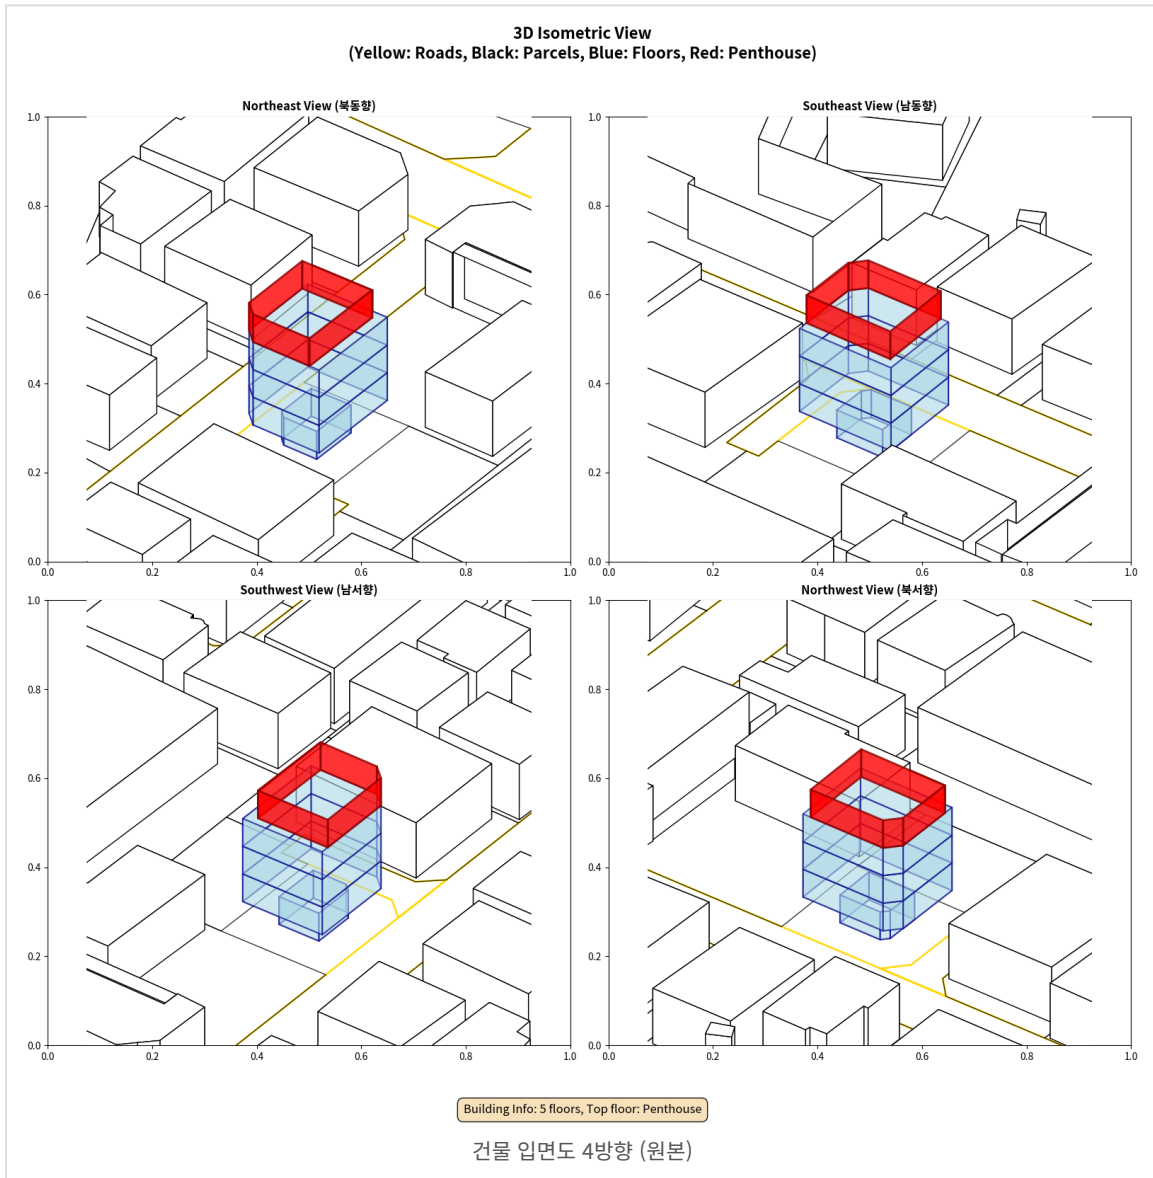 3D Isometric View
(Yellow: Roads, Black: Parcels, Blue: Floors, Red: Penthouse)
Northeast View (북동향)
1.0
0.8
0.6
0.4
0.2
0.0
0.0 0.2 0.4 0.6 0.8 1.0
Southeast View (남동향)
1.0
0.8
0.6
0.4
0.2
0.0
0.0 0.2 0.4 0.6 0.8 1.0
Southwest View (남서향)
1.0
0.8
0.6
0.4
0.2
0.0
0.0 0.2 0.4 0.6 0.8 1.0
Northwest View (북서향)
1.0
0.8
0.6
0.4
0.2
0.0
0.0 0.2 0.4 0.6 0.8 1.0
Building Info: 5 floors, Top floor: Penthouse
건물 입면도 4방향 (원본)